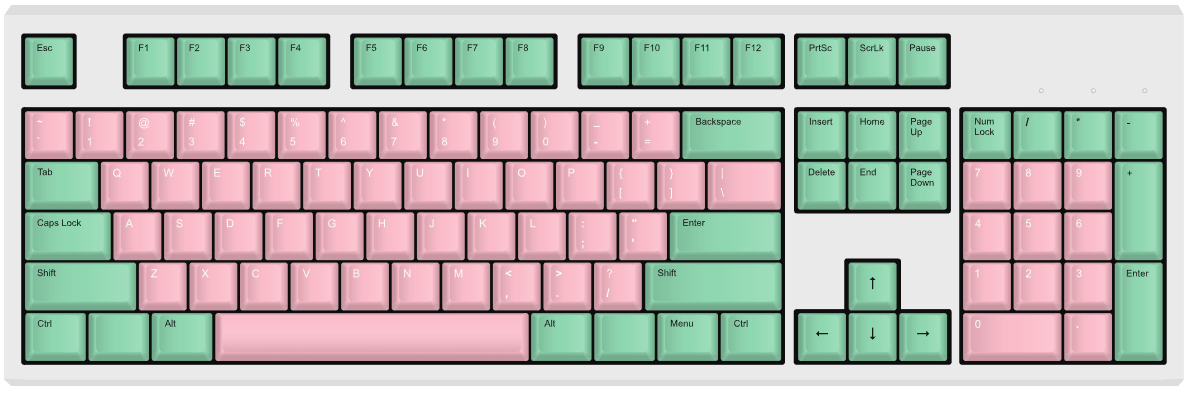 Esc F1 F2 F3 F4 F5 F6 F7 F8 F9 F10 F11 F12 PrtSc ScrLk Pause
~ ! @ # $ % ^ & * ( ) _ + Backspace Insert Home Page Up Num Lock / * -
` 1 2 3 4 5 6 7 8 9 0 - =
Tab Q W E R T Y U I O P { } | Delete End Page Down 7 8 9 +
[ ] \
Caps Lock A S D F G H J K L : " Enter 4 5 6
; '
Shift Z X C V B N M < > ? Shift ↑ 1 2 3 Enter
, . /
Ctrl Alt Alt Menu Ctrl ← ↓ → 0 .